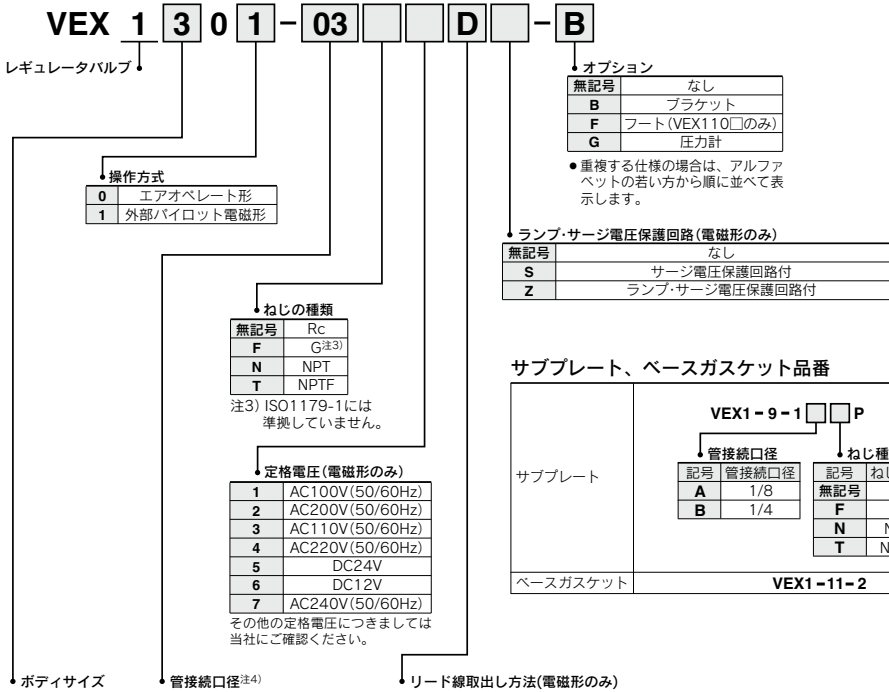 VEX 1 3 0 1 - 03 D - B
レギュレータバルブ
オプション
無記号 なし
B ブラケット
F フート(VEX110□のみ)
G 圧力計
●重複する仕様の場合は、アルファ
ベットの若い方から順に並べて表
示します。
操作方式
0 エアオペレート形
1 外部パイロット電磁形
ランプ・サージ電圧保護回路(電磁形のみ)
無記号 なし
S サージ電圧保護回路付
Z ランプ・サージ電圧保護回路付
ねじの種類
無記号 Rc
F G注3)
N NPT
T NPTF
注3) ISO1179-1には
準拠していません。
定格電圧(電磁形のみ)
1 AC100V(50/60Hz)
2 AC200V(50/60Hz)
3 AC110V(50/60Hz)
4 AC220V(50/60Hz)
5 DC24V
6 DC12V
7 AC240V(50/60Hz)
その他の定格電圧につきましては
当社にご確認ください。
サブプレート、ベースガスケット品番
サブプレート
VEX1-9-1□□P
管接続口径
記号 管接続口径
A 1/8
B 1/4
ねじ種
記号 ねじ
無記号
F
N N
T N
ベースガスケット VEX1-11-2
ボディサイズ
管接続口径注4)
リード線取出し方法(電磁形のみ)